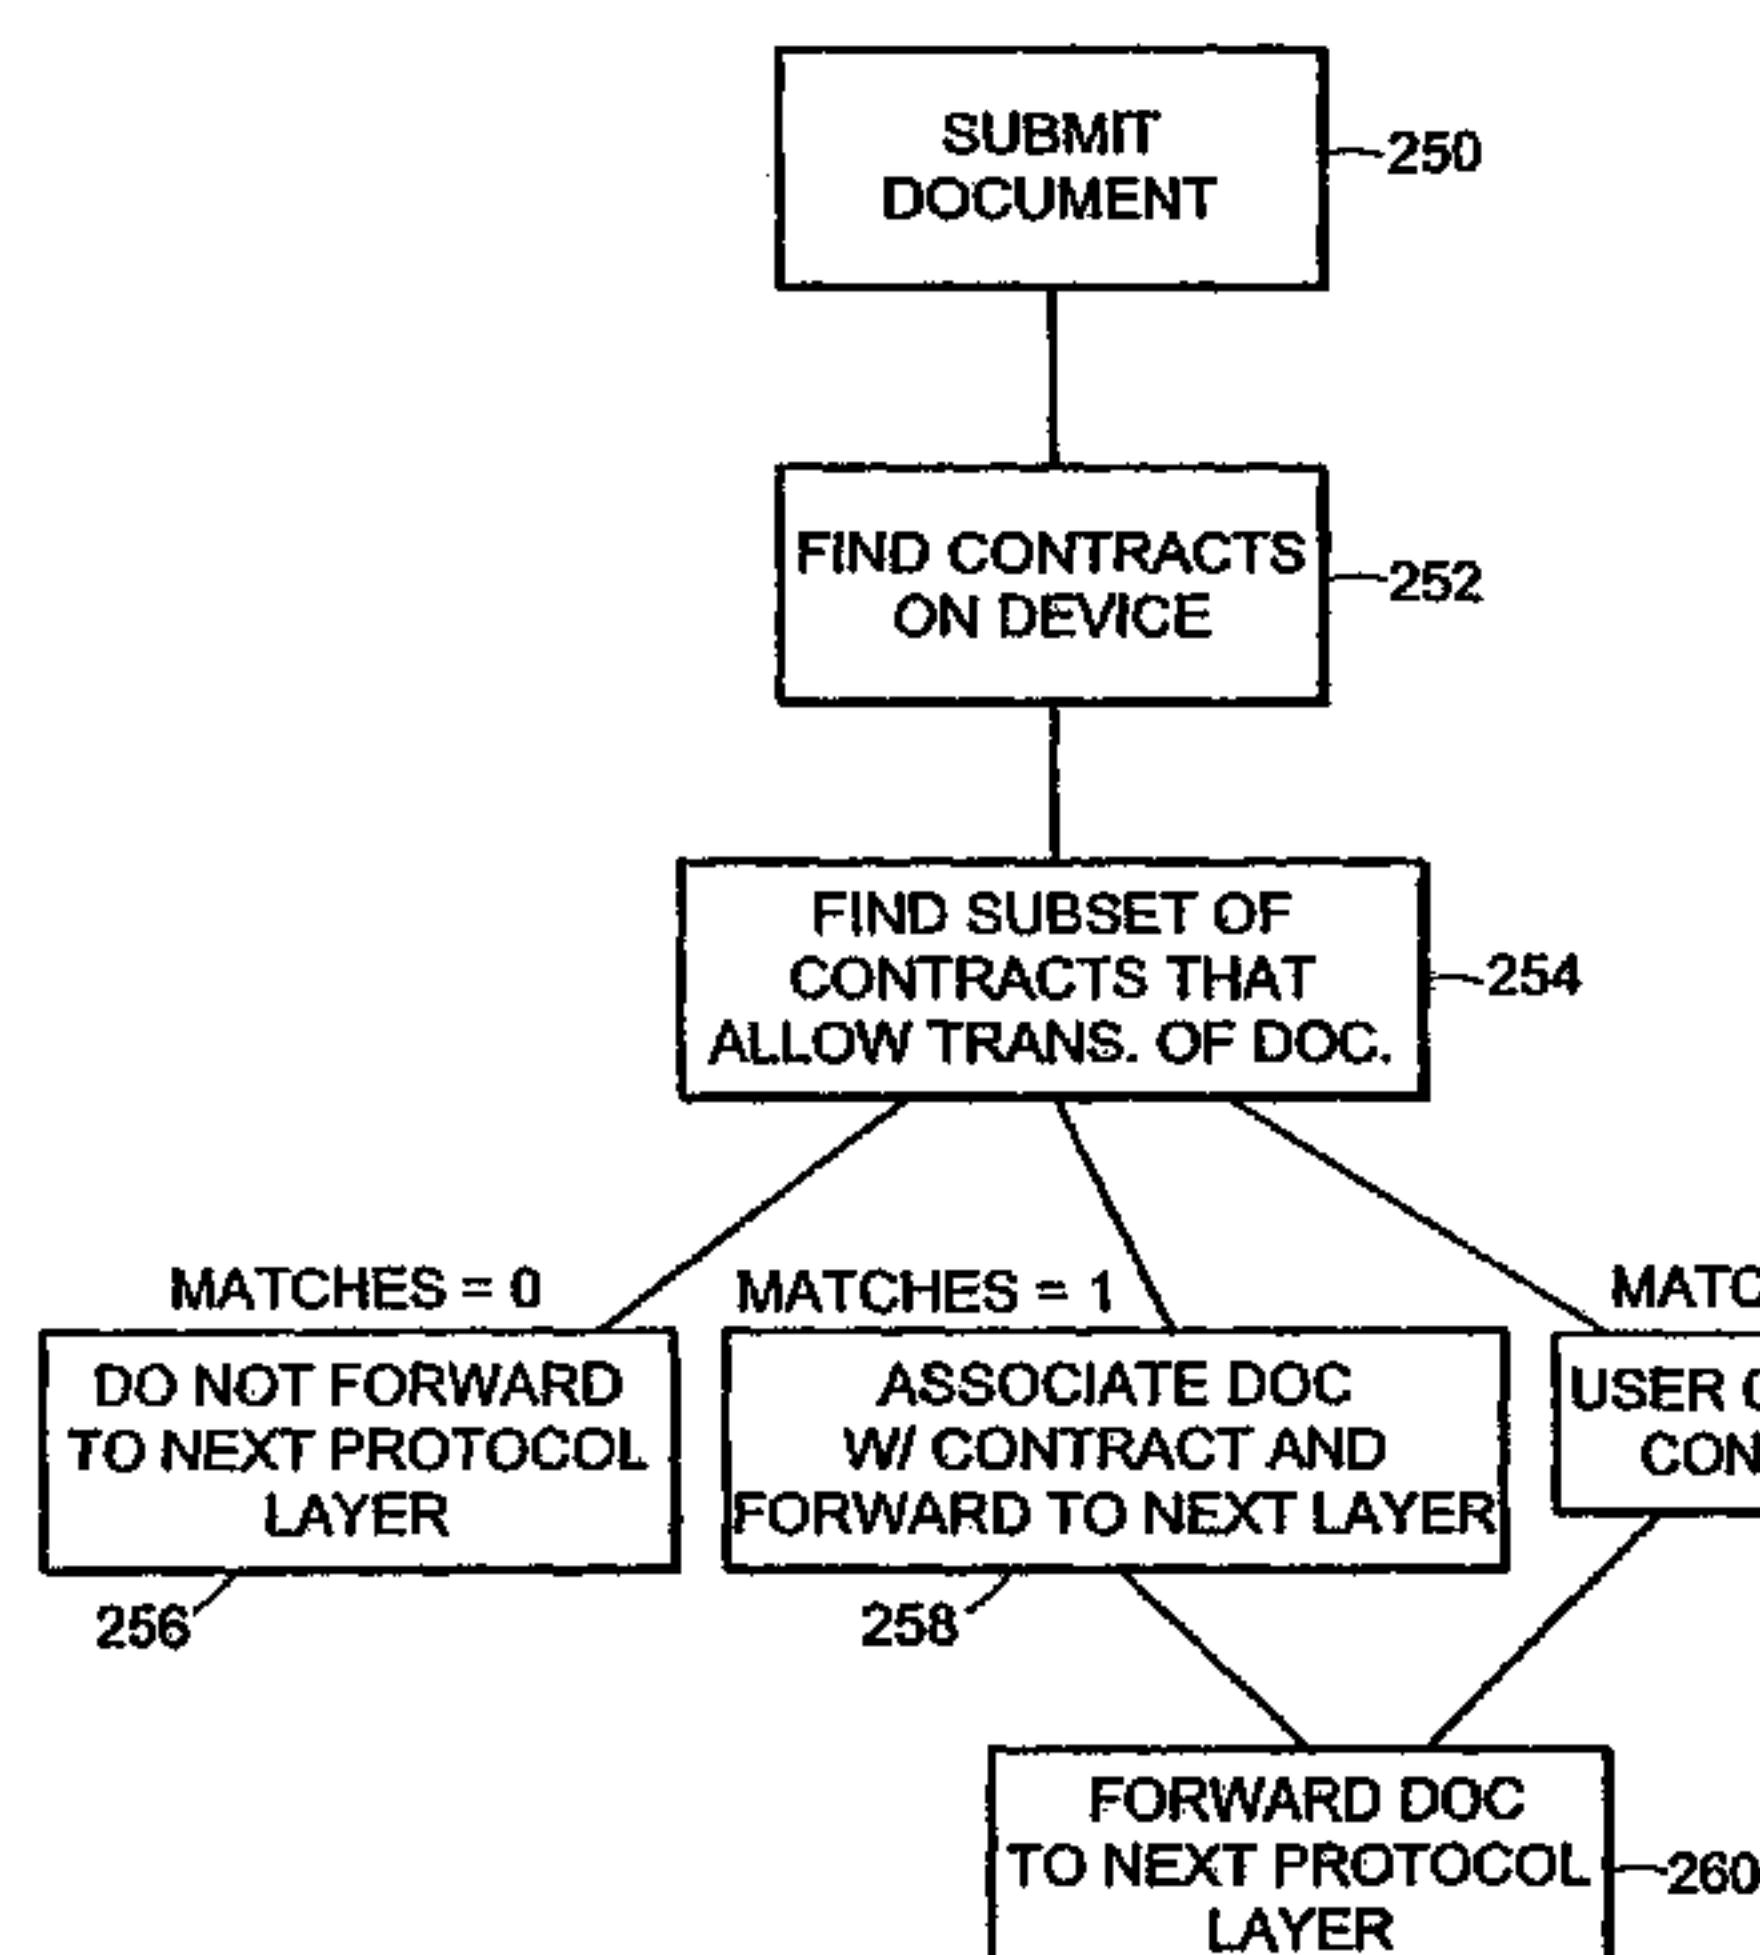 SUBMIT
DOCUMENT
250
FIND CONTRACTS
ON DEVICE
252
FIND SUBSET OF
CONTRACTS THAT
ALLOW TRANS. OF DOC.
254
MATCHES = 0
DO NOT FORWARD
TO NEXT PROTOCOL
LAYER
256
MATCHES = 1
ASSOCIATE DOC
W/ CONTRACT AND
FORWARD TO NEXT LAYER
258
USER
FORWARD DOC
TO NEXT PROTOCOL
LAYER
260